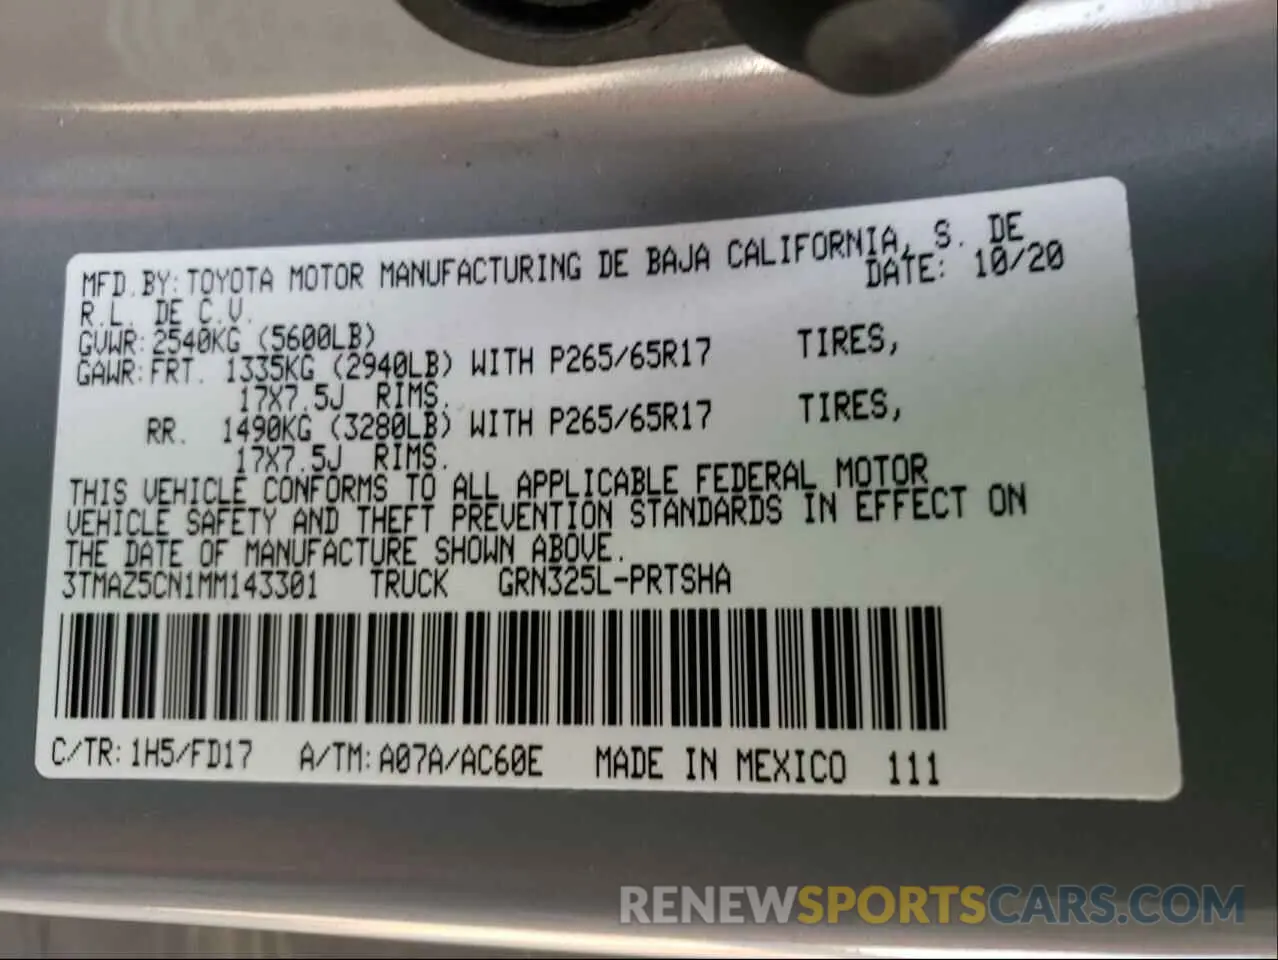 MFD.BY:TOYOTA MOTOR MANUFACTURING DE BAJA CALIFORNIA, S. DE
R.L. DE C.V. DATE: 10/20
GVWR:2540KG (5600LB)
GAWR:FRT. 1335KG (2940LB) WITH P265/65R17 TIRES,
17X7.5J RIMS.
RR. 1490KG (3280LB) WITH P265/65R17 TIRES,
17X7.5J RIMS.
THIS VEHICLE CONFORMS TO ALL APPLICABLE FEDERAL MOTOR
VEHICLE SAFETY AND THEFT PREVENTION STANDARDS IN EFFECT ON
THE DATE OF MANUFACTURE SHOWN ABOVE.
3TMAZ5CN1MM143301 TRUCK GRN325L-PRTSHA
C/TR:1H5/FD17 A/TM:A07A/AC60E MADE IN MEXICO 111
RENEWSPORTSCARS.COM